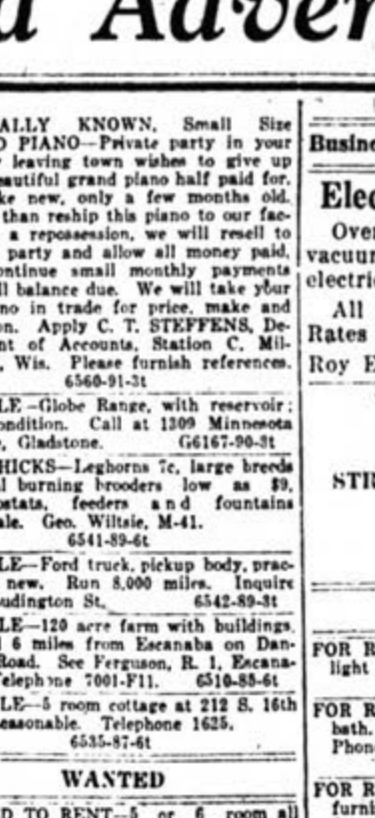 d Adver
ALLY KNOWN, Small Size
O PIANO—Private party in your
leaving town wishes to give up
eautiful grand piano half paid for.
ke new, only a few months old.
than reship this piano to our fac-
a repossession, we will resell to
party and allow all money paid,
ontinue small monthly payments
ll balance due. We will take your
no in trade for price, make and
on. Apply C. T. STEFFENS, De-
nt of Accounts, Station C, Mil-
, Wis. Please furnish references.
6560-91-3t
LE—Globe Range, with reservoir;
ondition. Call at 1309 Minnesota
, Gladstone. G6167-90-3t
HICKS—Leghorns 7c, large breeds
l burning brooders low as $9,
ostats, feeders and fountains
ale. Geo. Wiltsie, M-41.
6541-89-6t
LE—Ford truck, pickup body, prac-
new. Run 8,000 miles. Inquire
udington St. 6542-89-3t
LE—120 acre farm with buildings,
6 miles from Escanaba on Dan-
Road. See Ferguson, R. 1, Escana-
elephone 7001-F11. 6510-85-6t
LE—5 room cottage at 212 S. 16th
easonable. Telephone 1625.
6535-87-6t
WANTED
D TO RENT—5 or 6 room all
Busine
Elec
Over
vacuum
electric
All
Rates
Roy E
STR
FOR R
light
FOR R
bath.
Phon
FOR R
furni